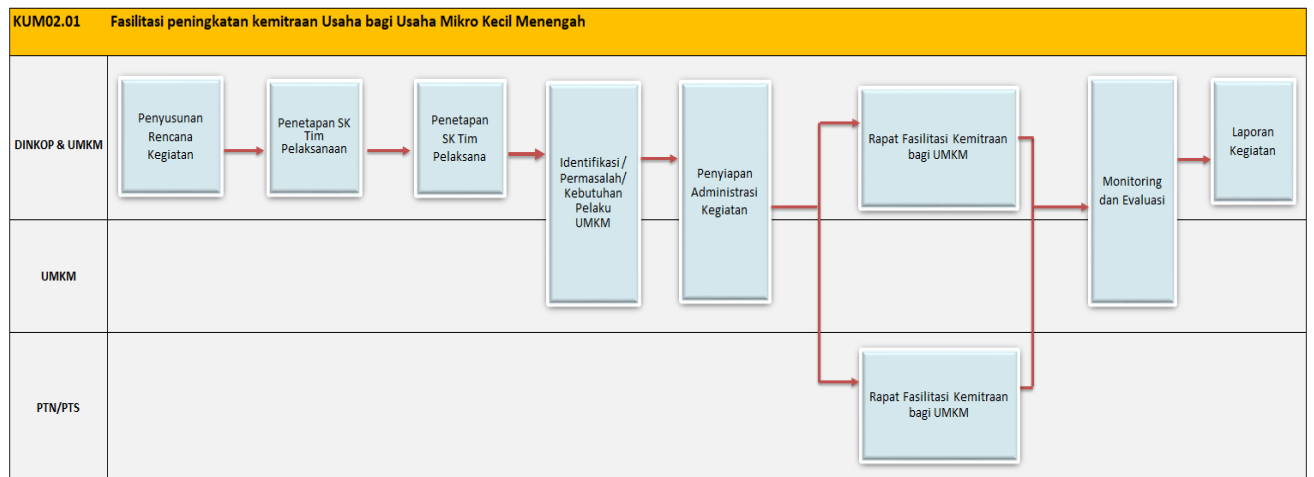 KUM02.01 Fasilitasi peningkatan kemitraan Usaha bagi Usaha Mikro Kecil Menengah
DINKOP & UMKM
Penyusunan
Rencana
Kegiatan
Penetapan SK
Tim
Pelaksanaan
Penetapan
SK Tim
Pelaksana
Identifikasi /
Permasalah/
Kebutuhan
Pelaku
UMKM
Penyiapan
Administrasi
Kegiatan
Rapat Fasilitasi Kemitraan
bagi UMKM
Monitoring
dan Evaluasi
Laporan
Kegiatan
UMKM
PTN/PTS
Rapat Fasilitasi Kemitraan
bagi UMKM